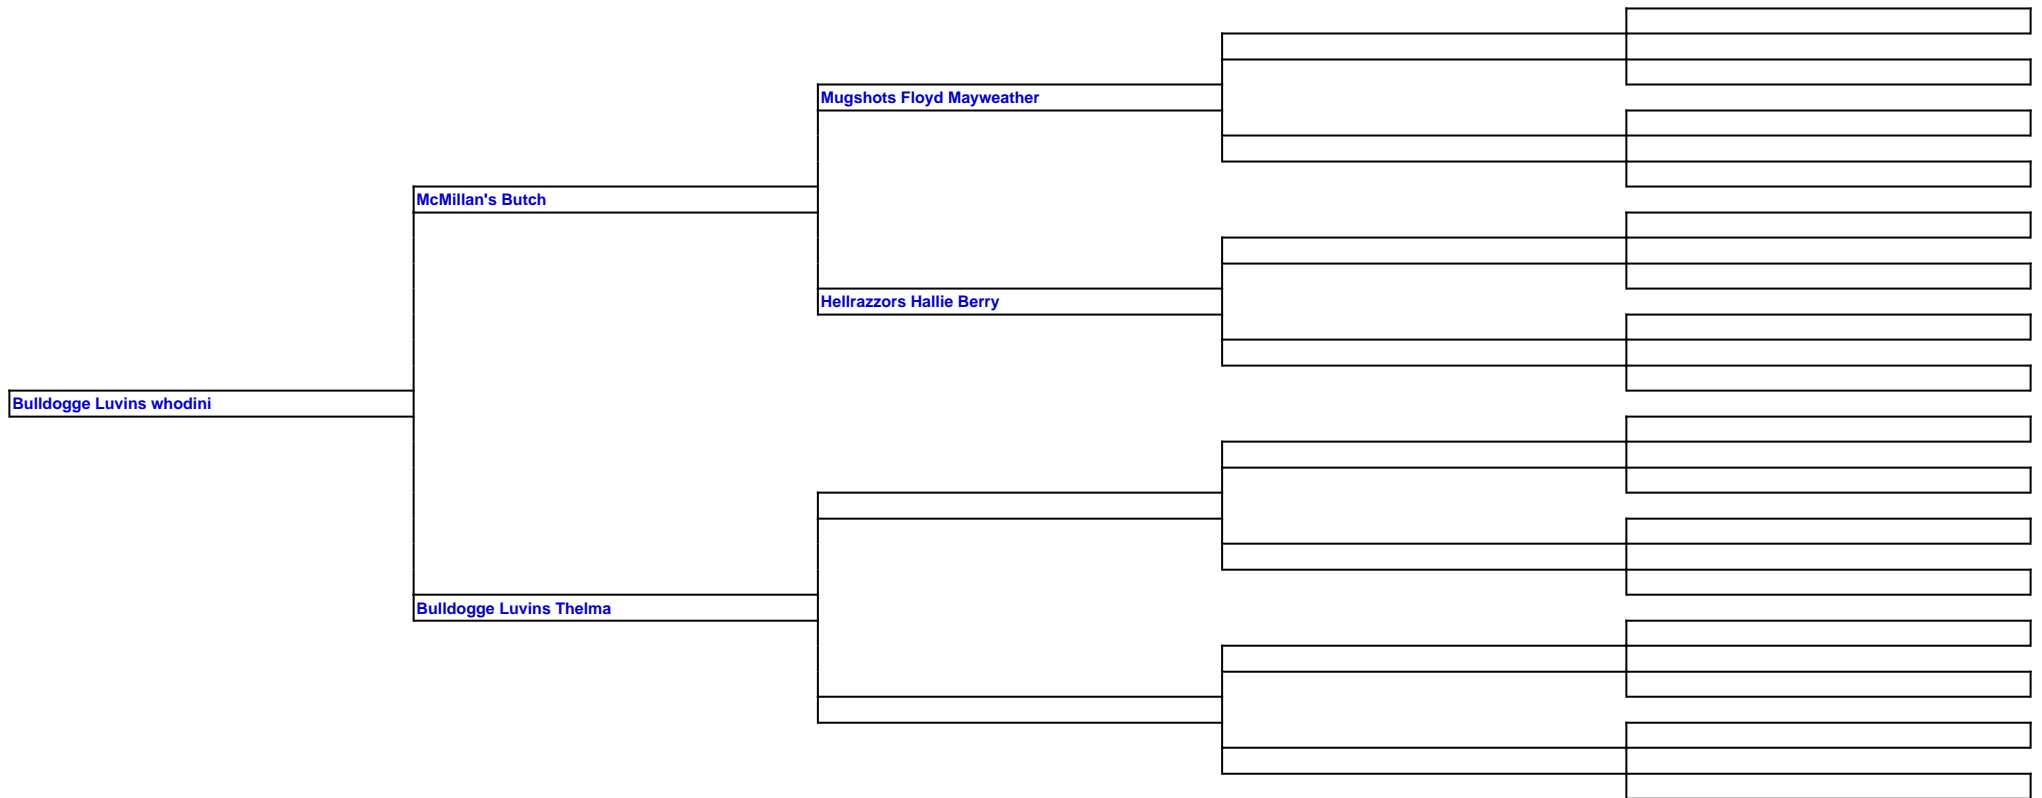 Mugshots Floyd Mayweather
McMillan's Butch
Hellrazzors Hallie Berry
Bulldogge Luvins whodini
Bulldogge Luvins Thelma